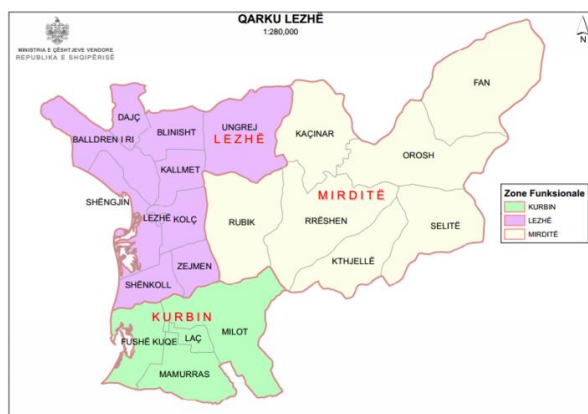 QARKU LEZHË
1:280,000
MINISTRIA E ÇËSHTJEVE VENDORE
REPUBLIKA E SHQIPËRISË
N
FAN
DAJÇ
BLINISHT
UNGREJ
KAÇINAR
BALLDREN I RI
LEZHË
OROSH
KALLMET
SHËNGJIN
MIRDITË
LEZHË
KOLÇ
RUBIK
RRËSHEN
SELITË
ZEJMEN
KTHJELLË
SHËNKOLL
KURBIN
FUSHË KUQE
LAÇ
MILOT
MAMURRAS
Zone Funksionale
KURBIN
LEZHË
MIRDITË